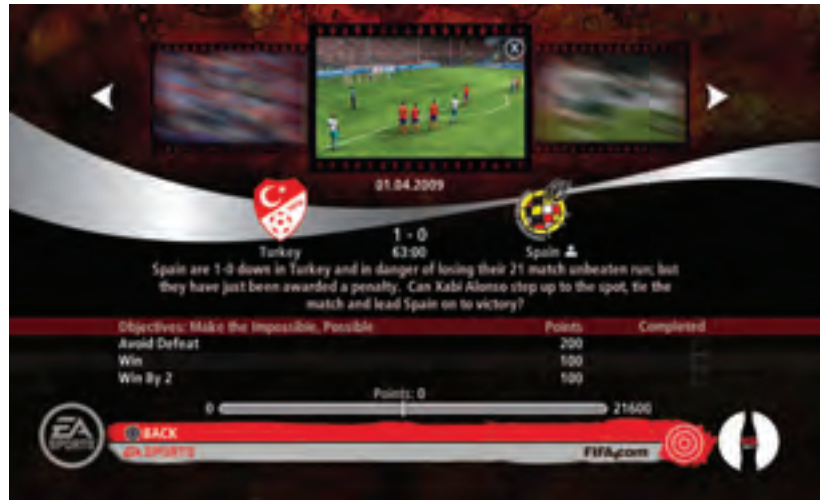 01.04.2009
1 - 0
Turkey 63:00 Spain
Spain are 1-0 down in Turkey and in danger of losing their 21 match unbeaten run; but
they have just been awarded a penalty. Can Xabi Alonso step up to the spot, tie the
match and lead Spain on to victory?
Objectives: Make the Impossible, Possible Points Completed
Avoid Defeat 200
Win 100
Win By 2 100
Points: 0
0 21600
EA SPORTS
BACK
EA SPORTS FIFA.com